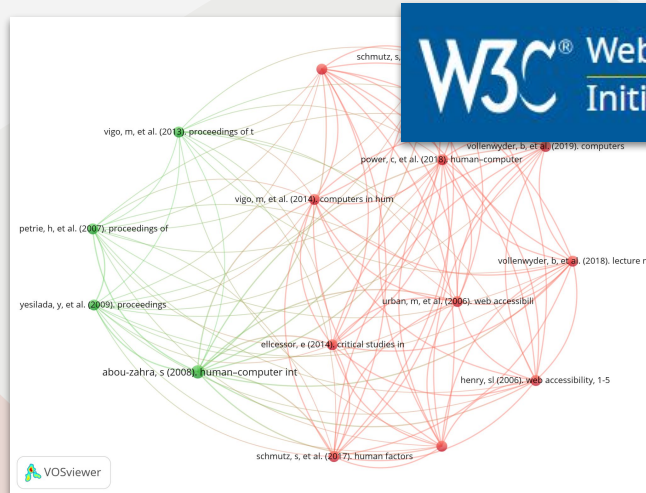 W3C® Web
Initi
schmutz, s,
vigo, m, et al. (2013). proceedings of t
vollenwyder, b, et al. (2019). computers
power, c, et al. (2018). human–computer
vigo, m, et al. (2014). computers in hum
petrie, h, et al. (2007). proceedings of
vollenwyder, b, et al. (2018). lecture n
yesilada, y, et al. (2009). proceedings
urban, m, et al. (2006). web accessibili
ellcessor, e (2014). critical studies in
abou-zahra, s (2008). human–computer int
henry, sl (2006). web accessibility, 1-5
schmutz, s, et al. (2017). human factors
VOSviewer